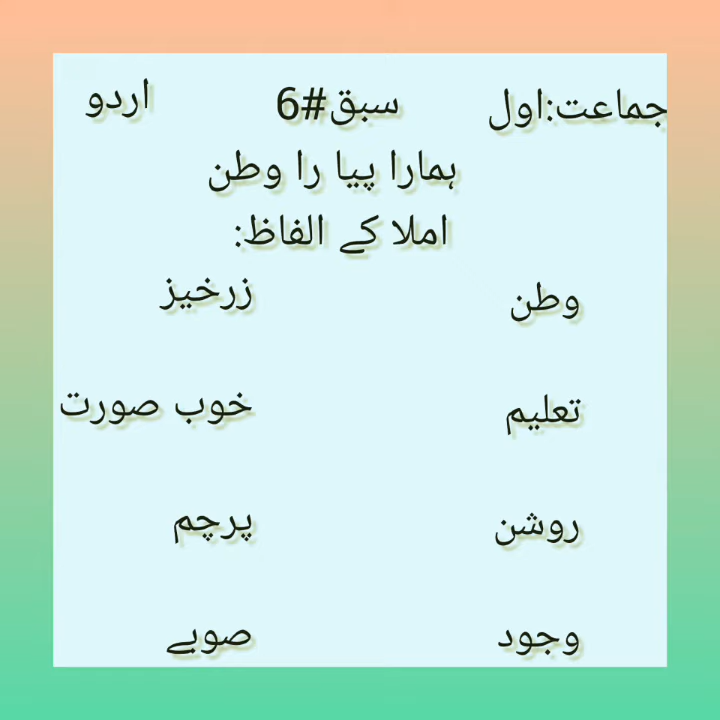 جماعت:اول سبق#6 اردو
ہمارا پیا را وطن
املا کے الفاظ:
وطن زرخیز
تعلیم خوب صورت
روشن پرچم
وجود صوبے